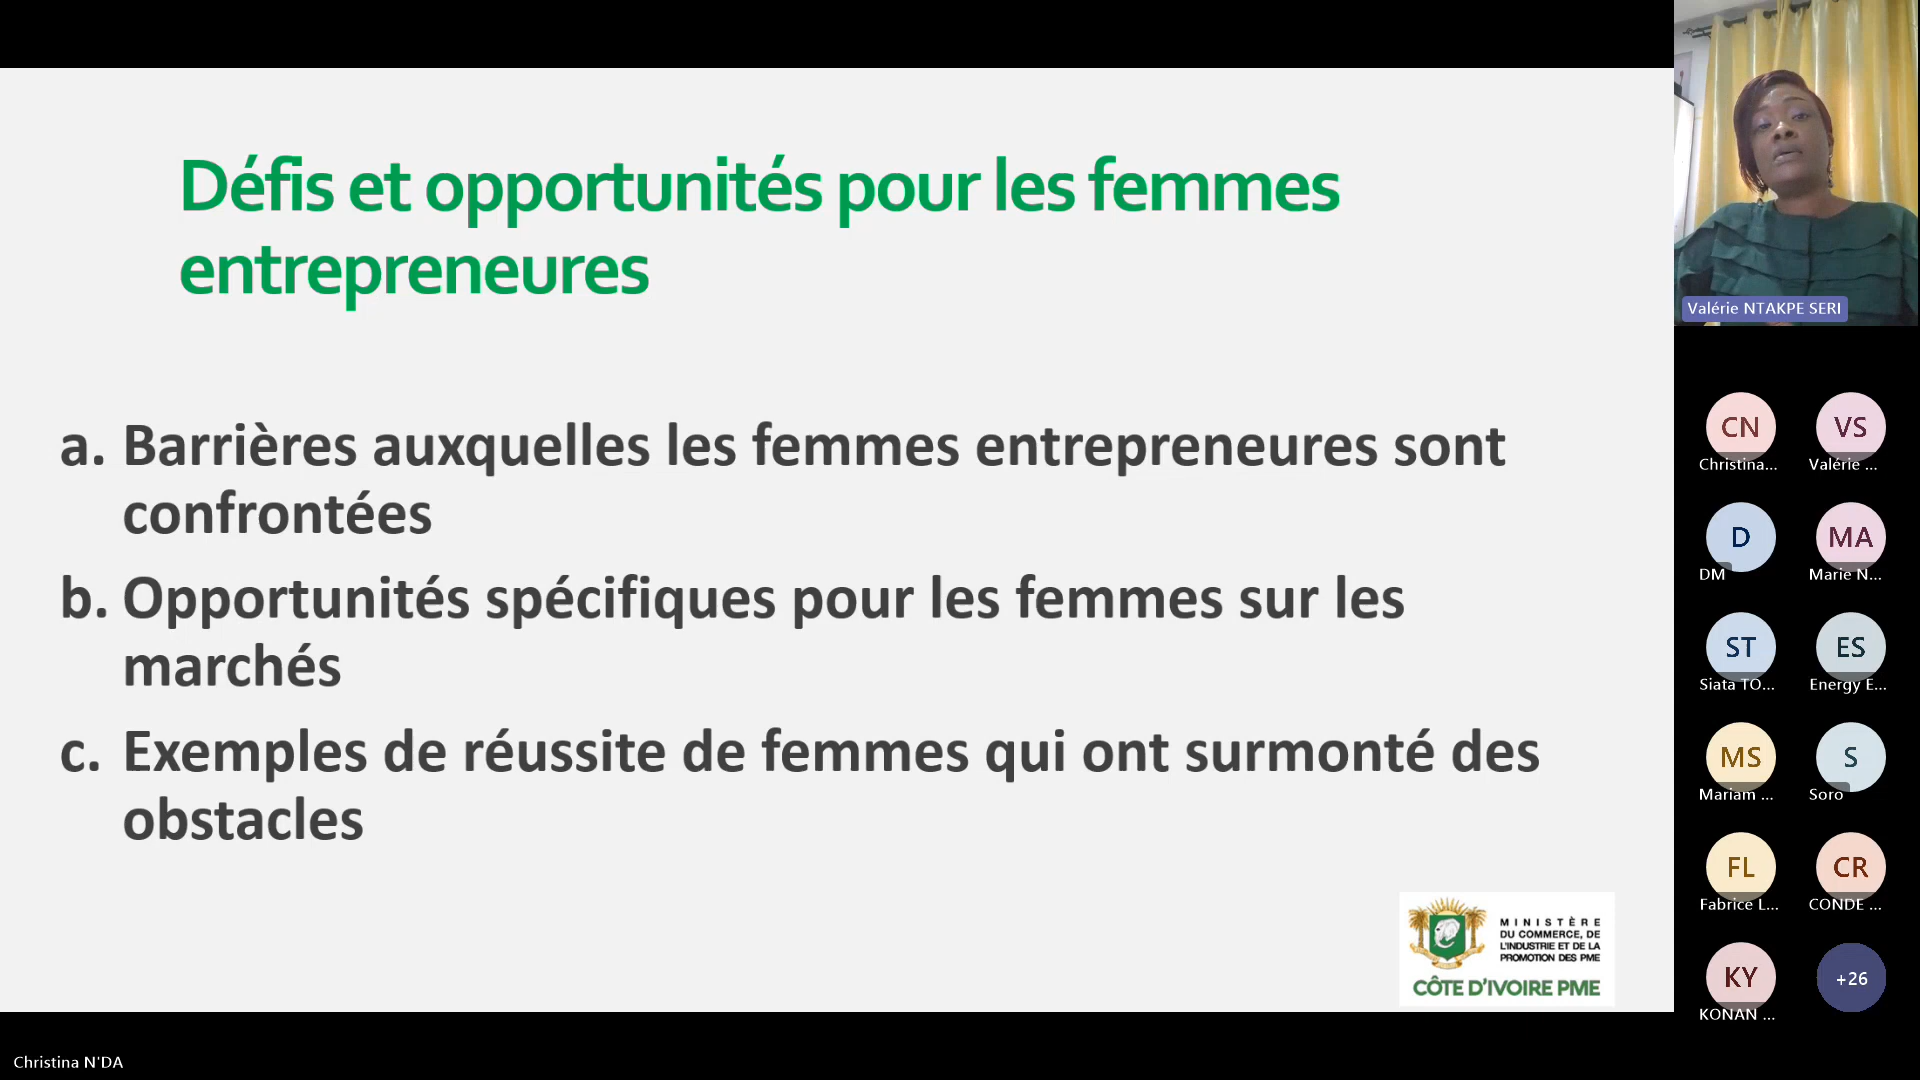 Défis et opportunités pour les femmes
entrepreneures
a. Barrières auxquelles les femmes entrepreneures sont
confrontées
b. Opportunités spécifiques pour les femmes sur les
marchés
c. Exemples de réussite de femmes qui ont surmonté des
obstacles
MINISTÈRE
DU COMMERCE, DE
L'INDUSTRIE ET DE LA
PROMOTION DES PME
CÔTE D'IVOIRE PME
Valérie NTAKPE SERI
CN
Christina...
VS
Valérie ...
D
DM
MA
Marie N...
ST
Siata TO...
ES
Energy E...
MS
Mariam ...
S
Soro
FL
Fabrice L...
CR
CONDE ...
KY
KONAN ...
+26
Christina N'DA